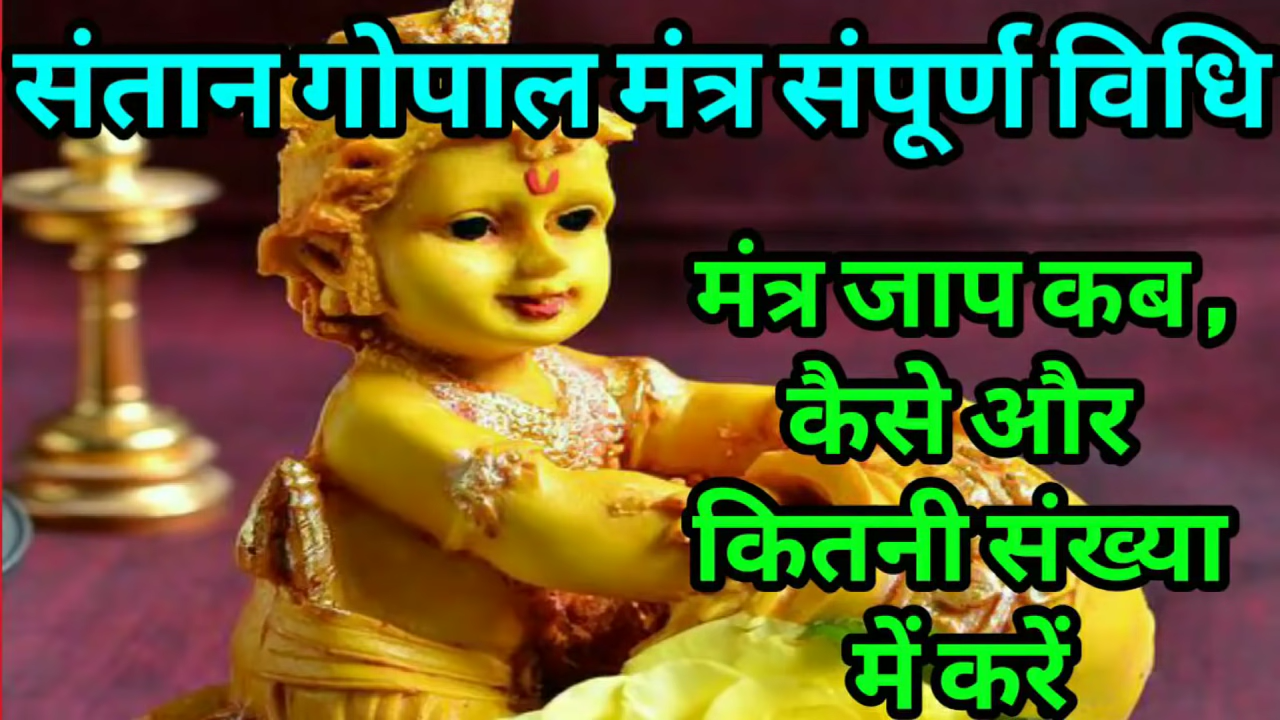 संतान गोपाल मंत्र संपूर्ण विधि
मंत्र जाप कब,
कैसे और
कितनी संख्या
में करें